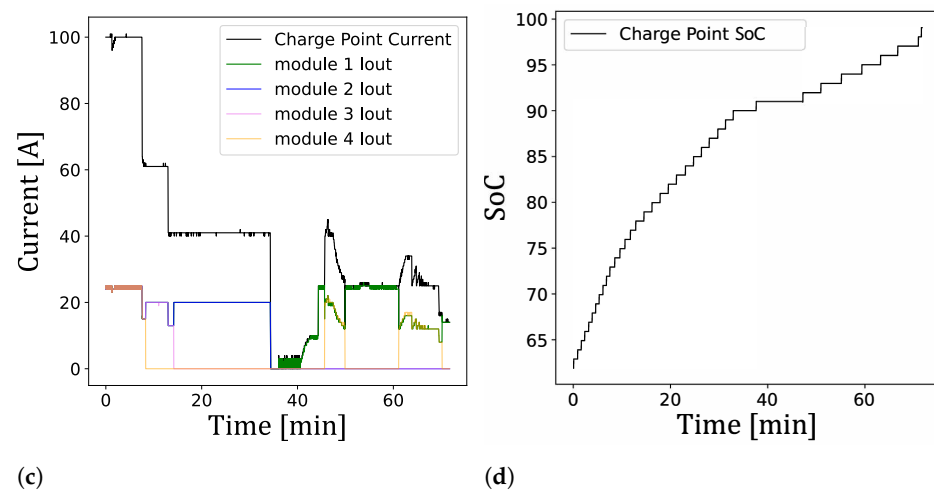 Charge Point Current
module 1 Iout
module 2 Iout
module 3 Iout
module 4 Iout
Current [A]
100
80
60
40
20
0
0
20
40
60
Time [min]
(c)
Charge Point SoC
SoC
100
95
90
85
80
75
70
65
0
20
40
60
Time [min]
(d)